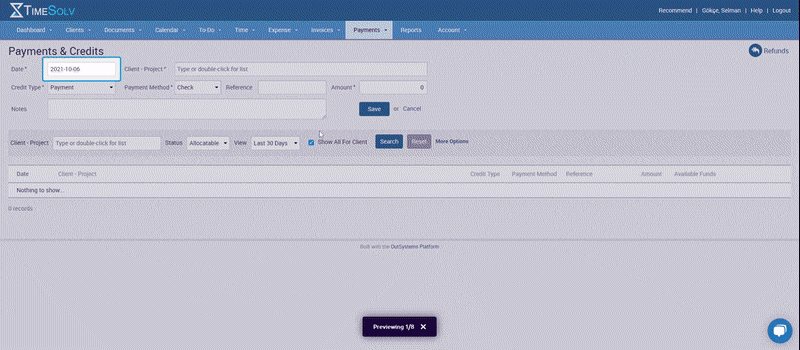 TIMESOLV
Recommend | Gökçe, Selman | Help | Logout
Dashboard Clients Documents Calendar To-Do Time Expense Invoices Payments Reports Account
Payments & Credits
Refunds
Date * 2021-10-06 Client - Project * Type or double-click for list
Credit Type * Payment Payment Method * Check Reference Amount * 0
Notes Save or Cancel
Client - Project Type or double-click for list Status Allocatable View Last 30 Days Show All For Client Search Reset More Options
Date Client - Project Credit Type Payment Method Reference Amount Available Funds
Nothing to show...
0 records
Built with the OutSystems Platform
Previewing 1/8 ×